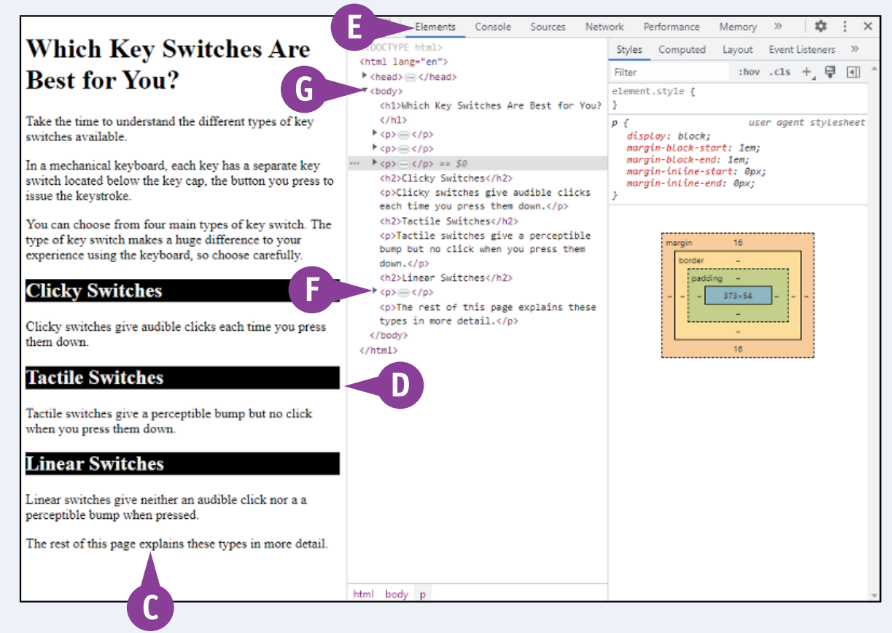 Which Key Switches Are
Best for You?
Take the time to understand the different types of key
switches available.
In a mechanical keyboard, each key has a separate key
switch located below the key cap, the button you press to
issue the keystroke.
You can choose from four main types of key switch. The
type of key switch makes a huge difference to your
experience using the keyboard, so choose carefully.
Clicky Switches
Clicky switches give audible clicks each time you press
them down.
Tactile Switches
Tactile switches give a perceptible bump but no click
when you press them down.
Linear Switches
Linear switches give neither an audible click nor a a
perceptible bump when pressed.
The rest of this page explains these types in more detail.
C
D
E
F
G
Elements Console Sources Network Performance Memory »
DOCTYPE html>
<html lang="en">
<head>…</head>
<body>
<h1>Which Key Switches Are Best for You?
</h1>
<p>…</p>
<p>…</p>
… <p>…</p> == $0
<h2>Clicky Switches</h2>
<p>Clicky switches give audible clicks
each time you press them down.</p>
<h2>Tactile Switches</h2>
<p>Tactile switches give a perceptible
bump but no click when you press them
down.</p>
<h2>Linear Switches</h2>
<p>…</p>
<p>The rest of this page explains these
types in more detail.</p>
</body>
</html>
html body p
Styles Computed Layout Event Listeners »
Filter :hov .cls +
element.style {
}
p { user agent stylesheet
display: block;
margin-block-start: 1em;
margin-block-end: 1em;
margin-inline-start: 0px;
margin-inline-end: 0px;
}
margin 16
border -
padding -
- - - 373×54 - - -
-
-
16